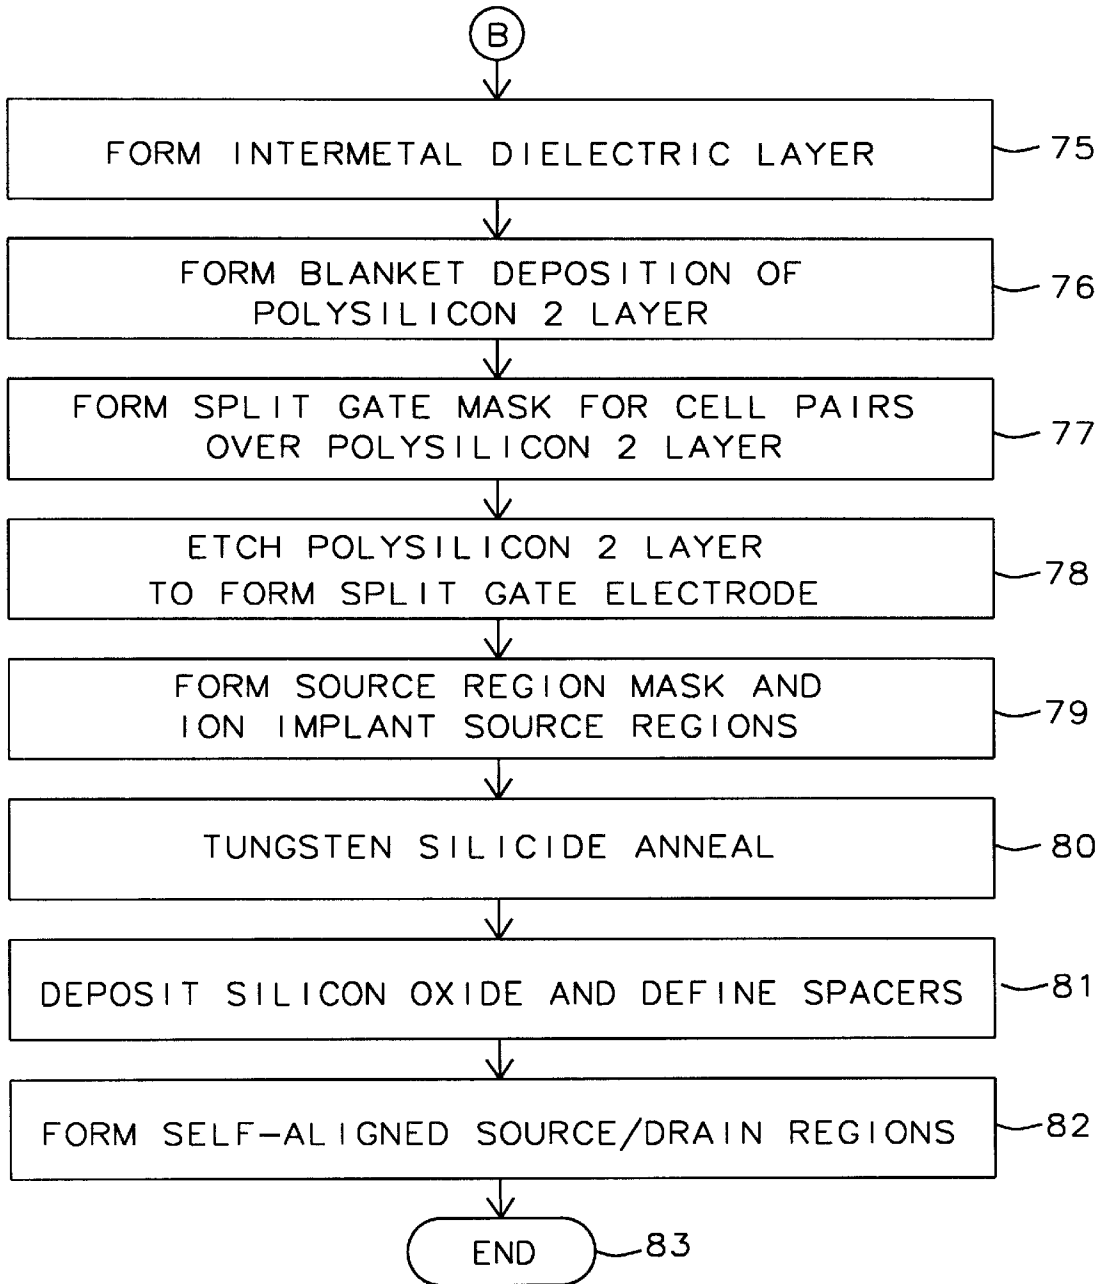 B
FORM INTERMETAL DIELECTRIC LAYER
75
FORM BLANKET DEPOSITION OF
POLYSILICON 2 LAYER
76
FORM SPLIT GATE MASK FOR CELL PAIRS
OVER POLYSILICON 2 LAYER
77
ETCH POLYSILICON 2 LAYER
TO FORM SPLIT GATE ELECTRODE
78
FORM SOURCE REGION MASK AND
ION IMPLANT SOURCE REGIONS
79
TUNGSTEN SILICIDE ANNEAL
80
DEPOSIT SILICON OXIDE AND DEFINE SPACERS
81
FORM SELF-ALIGNED SOURCE/DRAIN REGIONS
82
END
83